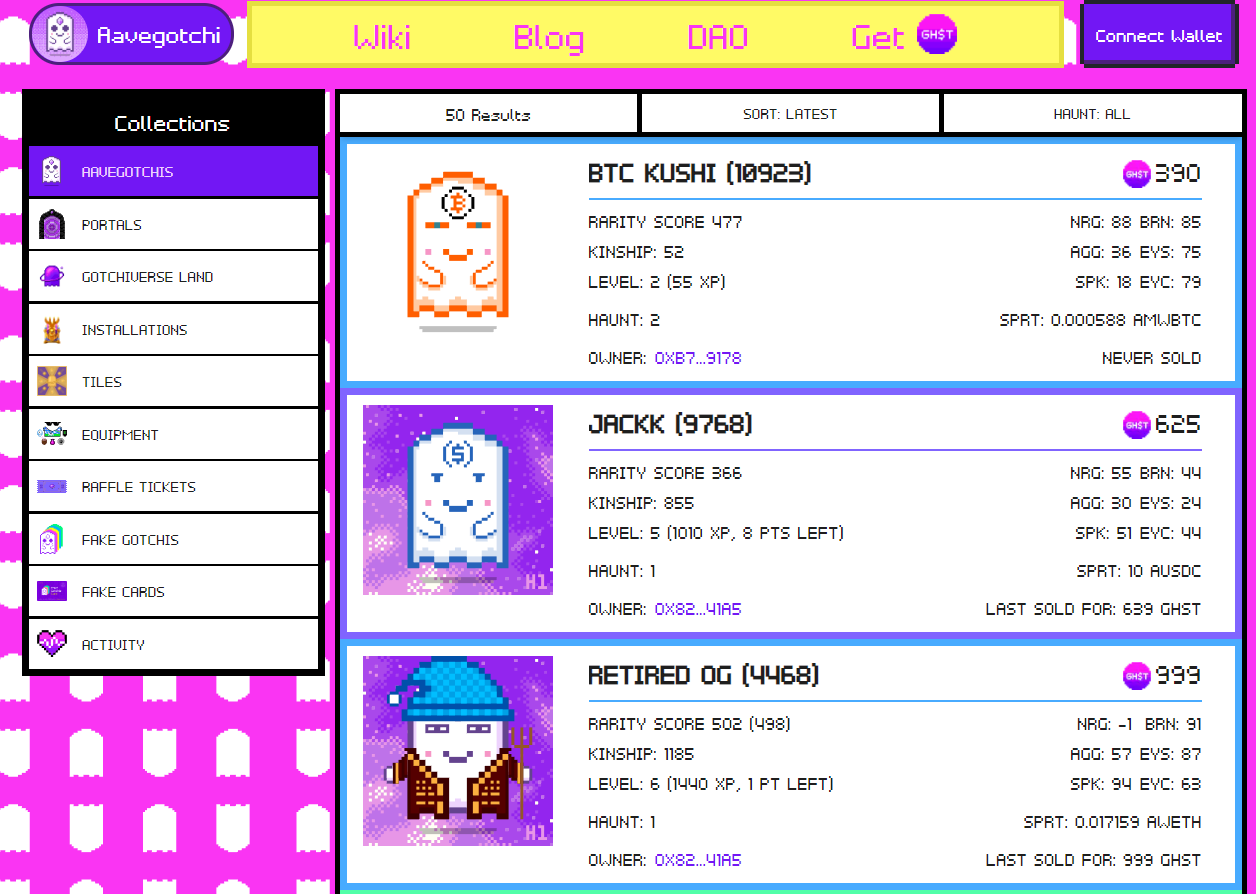 Aavegotchi
Wiki Blog DAO Get GH$T
Connect Wallet
Collections
AAVEGOTCHIS
PORTALS
GOTCHIVERSE LAND
INSTALLATIONS
TILES
EQUIPMENT
RAFFLE TICKETS
FAKE GOTCHIS
FAKE CARDS
ACTIVITY
50 Results
SORT: LATEST
HAUNT: ALL
BTC KUSHI (10923)
GH$T 390
RARITY SCORE 477
NRG: 88 BRN: 85
KINSHIP: 52
AGG: 36 EYS: 75
LEVEL: 2 (55 XP)
SPK: 18 EYC: 79
HAUNT: 2
SPRT: 0.000588 AMWBTC
OWNER: 0XB7...9178
NEVER SOLD
H1
JACKK (9768)
GH$T 625
RARITY SCORE 366
NRG: 55 BRN: 44
KINSHIP: 855
AGG: 30 EYS: 24
LEVEL: 5 (1010 XP, 8 PTS LEFT)
SPK: 51 EYC: 44
HAUNT: 1
SPRT: 10 AUSDC
OWNER: 0X82...41A5
LAST SOLD FOR: 639 GHST
H1
RETIRED OG (4468)
GH$T 999
RARITY SCORE 502 (498)
NRG: -1 BRN: 91
KINSHIP: 1185
AGG: 57 EYS: 87
LEVEL: 6 (1440 XP, 1 PT LEFT)
SPK: 94 EYC: 63
HAUNT: 1
SPRT: 0.017159 AWETH
OWNER: 0X82...41A5
LAST SOLD FOR: 999 GHST